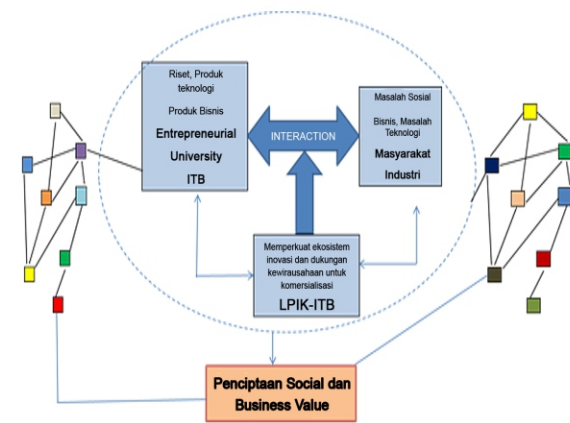 Riset, Produk
teknologi
Produk Bisnis
Entrepreneurial
University
ITB
INTERACTION
Masalah Sosial
Bisnis, Masalah
Teknologi
Masyarakat
Industri
Memperkuat ekosistem
inovasi dan dukungan
kewirausahaan untuk
komersialisasi
LPIK-ITB
Penciptaan Social dan
Business Value